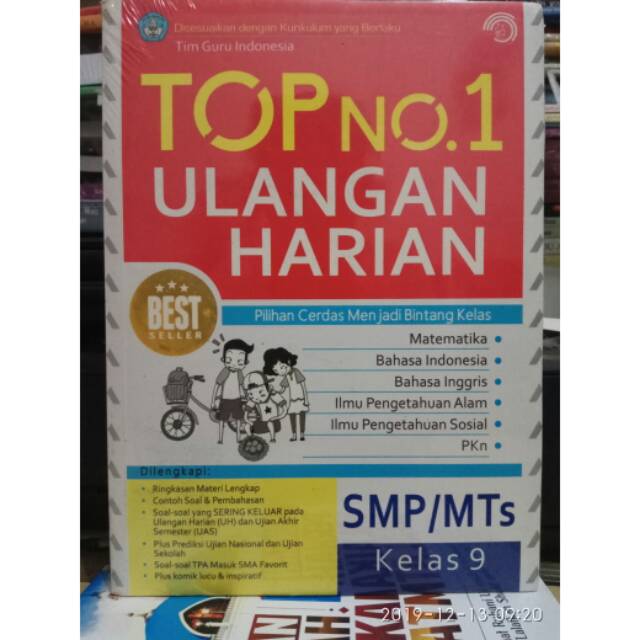 Disesuaikan dengan Kurikulum yang Berlaku
Tim Guru Indonesia
TOP NO.1
ULANGAN
HARIAN
BEST
SELLER
Pilihan Cerdas Menjadi Bintang Kelas
Matematika •
Bahasa Indonesia •
Bahasa Inggris •
Ilmu Pengetahuan Alam •
Ilmu Pengetahuan Sosial •
PKn •
Dilengkapi:
• Ringkasan Materi Lengkap
• Contoh Soal & Pembahasan
• Soal-soal yang SERING KELUAR pada
Ulangan Harian (UH) dan Ujian Akhir
Semester (UAS)
• Plus Prediksi Ujian Nasional dan Ujian
Sekolah
• Soal-soal TPA Masuk SMA Favorit
• Plus komik lucu & inspiratif
SMP/MTs
Kelas 9
2019-12-13 09:20